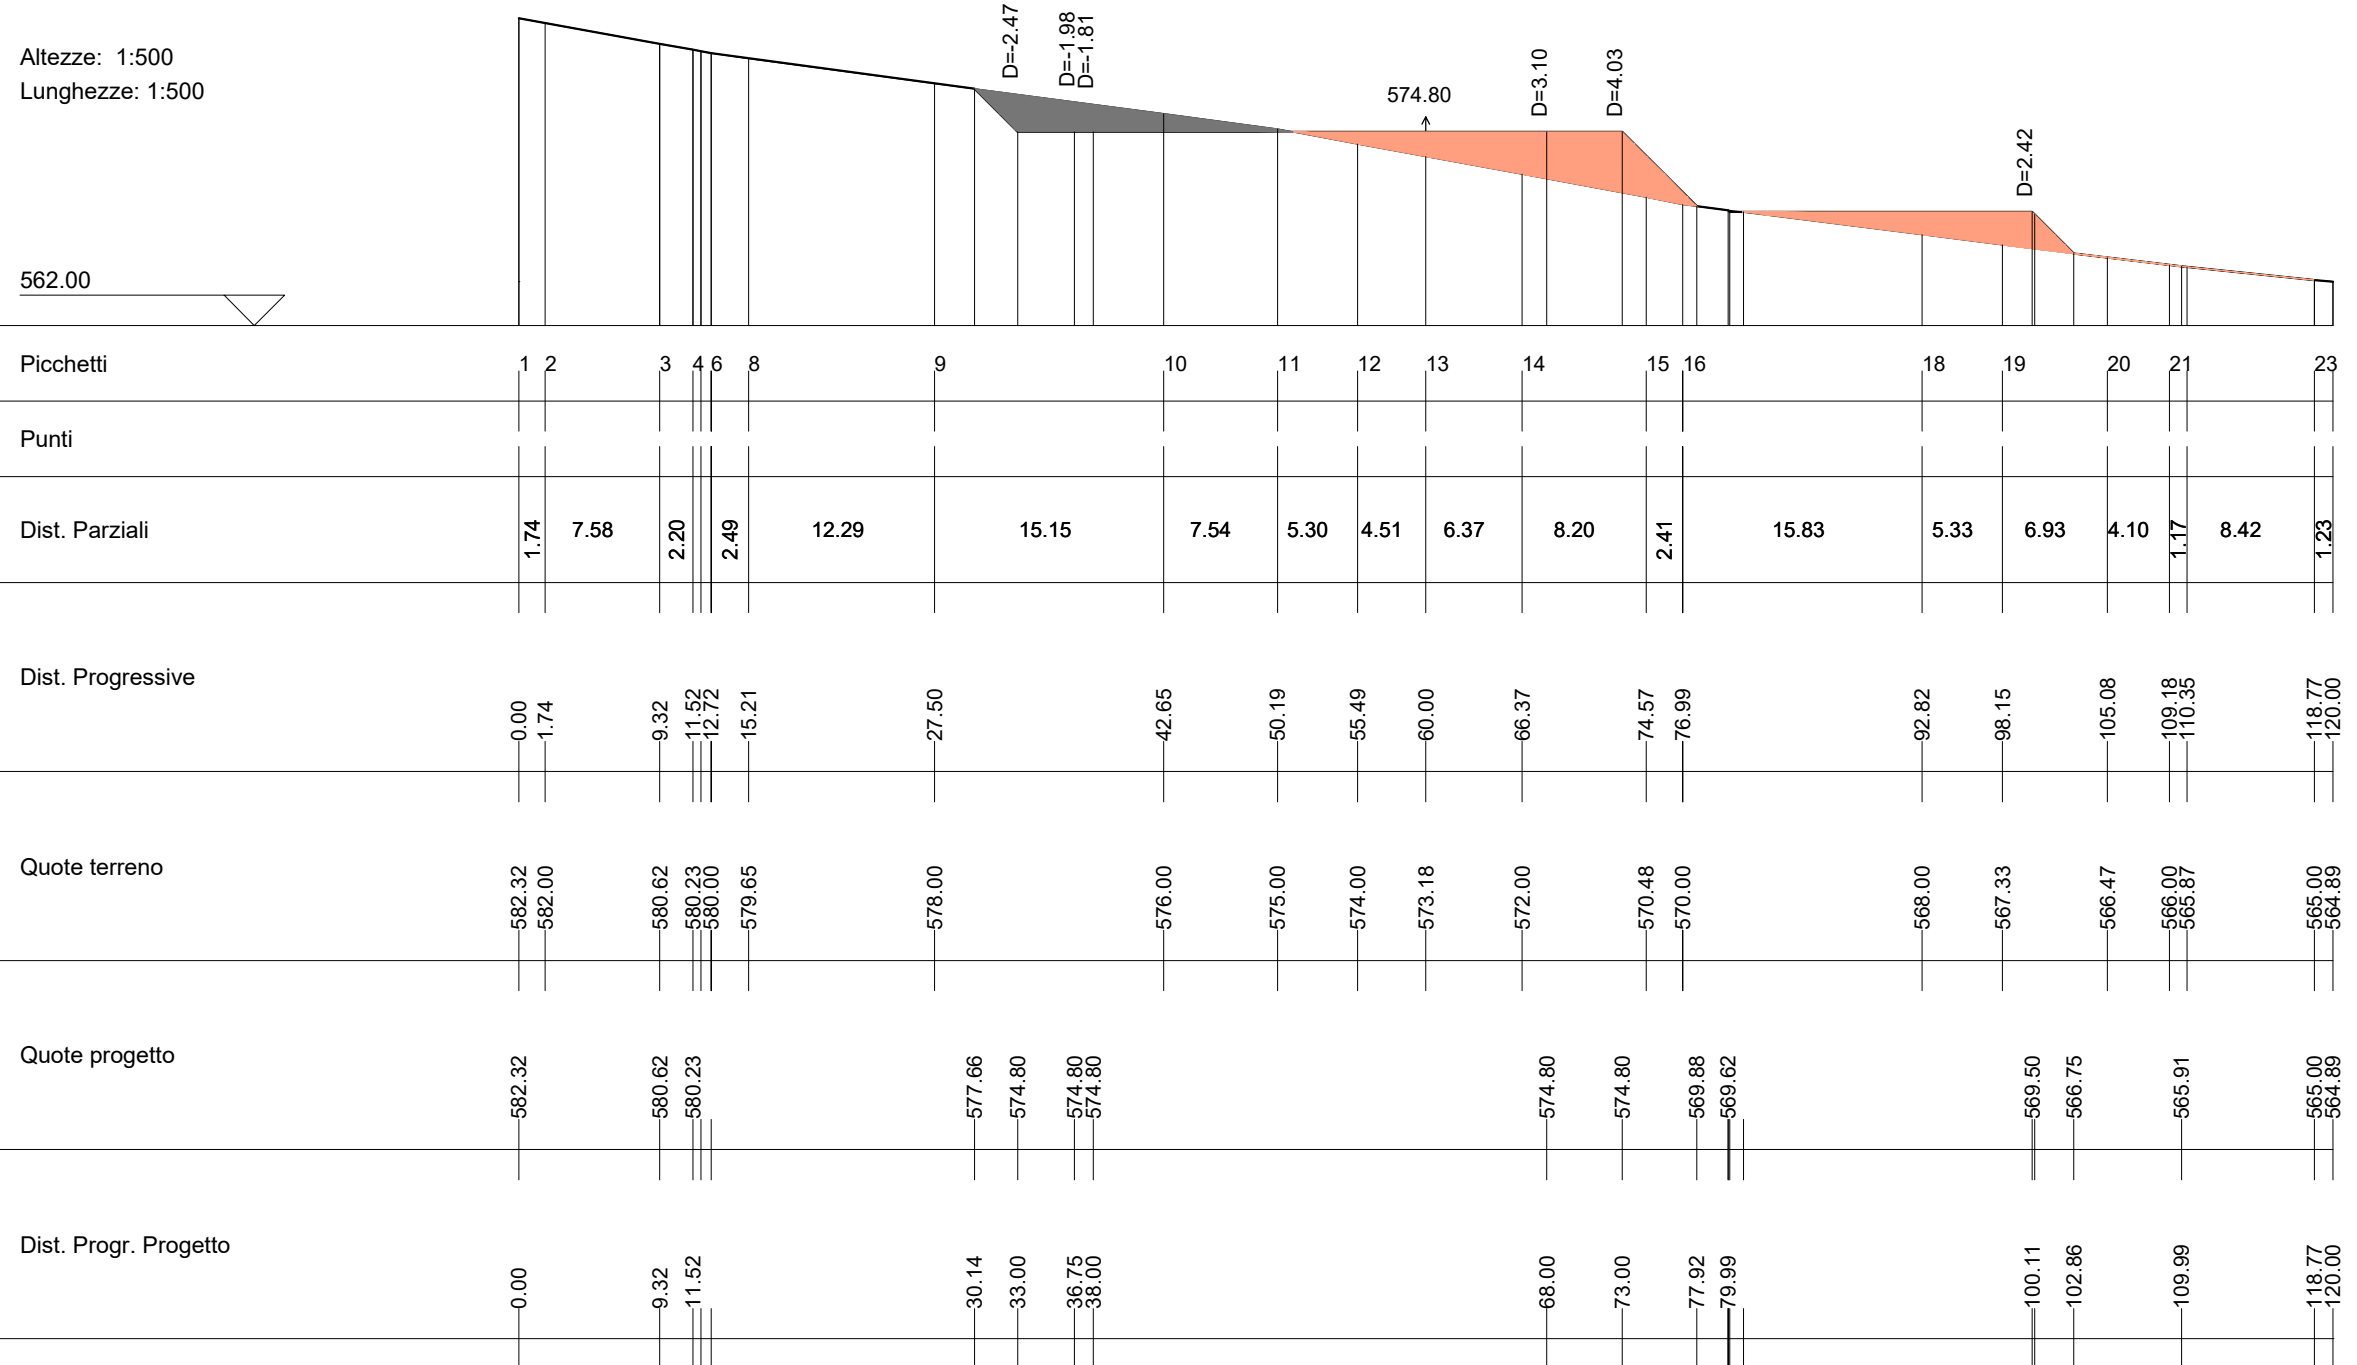 Altezze: 1:500
Lunghezze: 1:500
D=-2.47
D=-1.98
D=-1.81
574.80
D=3.10
D=4.03
D=2.42
562.00
Picchetti 1 2 3 4 6 8 9 10 11 12 13 14 15 16 18 19 20 21 23
Punti
Dist. Parziali 1.74 7.58 2.20 2.49 12.29 15.15 7.54 5.30 4.51 6.37 8.20 2.41 15.83 5.33 6.93 4.10 1.17 8.42 1.23
Dist. Progressive 0.00 1.74 9.32 11.52 12.72 15.21 27.50 42.65 50.19 55.49 60.00 66.37 74.57 76.99 92.82 98.15 105.08 109.18 110.35 118.77 120.00
Quote terreno 582.32 582.00 580.62 580.23 580.00 579.65 578.00 576.00 575.00 574.00 573.18 572.00 570.48 570.00 568.00 567.33 566.47 566.00 565.87 565.00 564.89
Quote progetto 582.32 580.62 580.23 577.66 574.80 574.80 574.80 574.80 574.80 569.88 569.62 569.50 566.75 565.91 565.00 564.89
Dist. Progr. Progetto 0.00 9.32 11.52 30.14 33.00 36.75 38.00 68.00 73.00 77.92 79.99 100.11 102.86 109.99 118.77 120.00